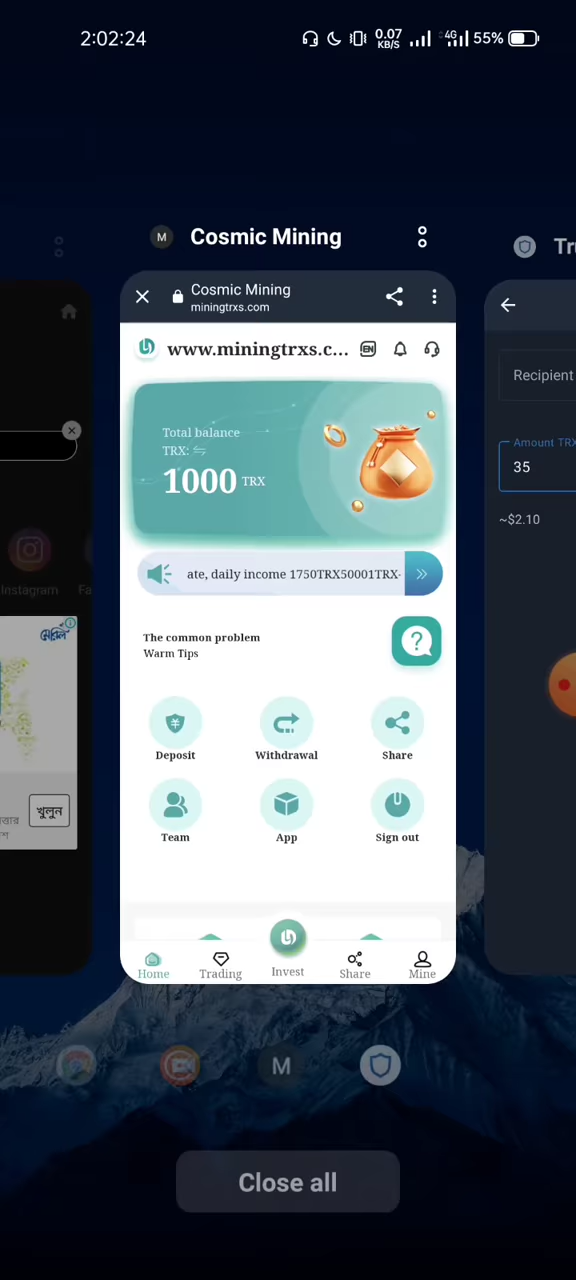 2:02:24
0.07
KB/S
4G
55%
M
Cosmic Mining
Cosmic Mining
miningtrxs.com
www.miningtrxs.c...
EN
Total balance
TRX:
1000 TRX
ate, daily income 1750TRX50001TRX-
The common problem
Warm Tips
Deposit
Withdrawal
Share
Team
App
Sign out
Home
Trading
Invest
Share
Mine
Recipient
Amount TRX
35
~$2.10
Instagram
Fa
খুলুন
M
Close all